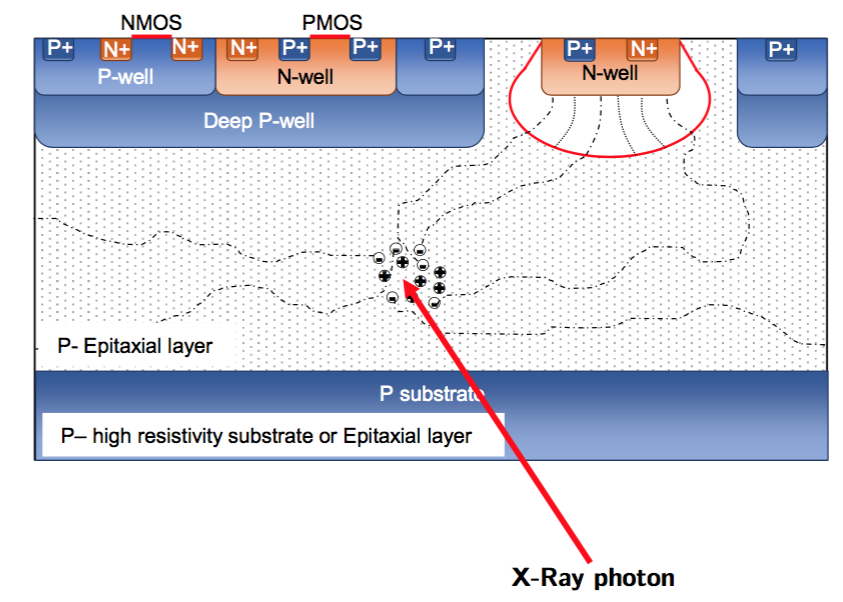 NMOS PMOS
P+ N+ N+ N+ P+ P+ P+ P+ P+
P-well N-well N-well
Deep P-well
P- Epitaxial layer
P substrate
P– high resistivity substrate or Epitaxial layer
X-Ray photon